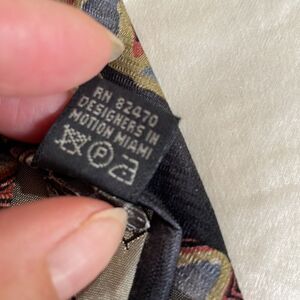 RN 82470
DESIGNERS IN
MOTION MIAMI
P